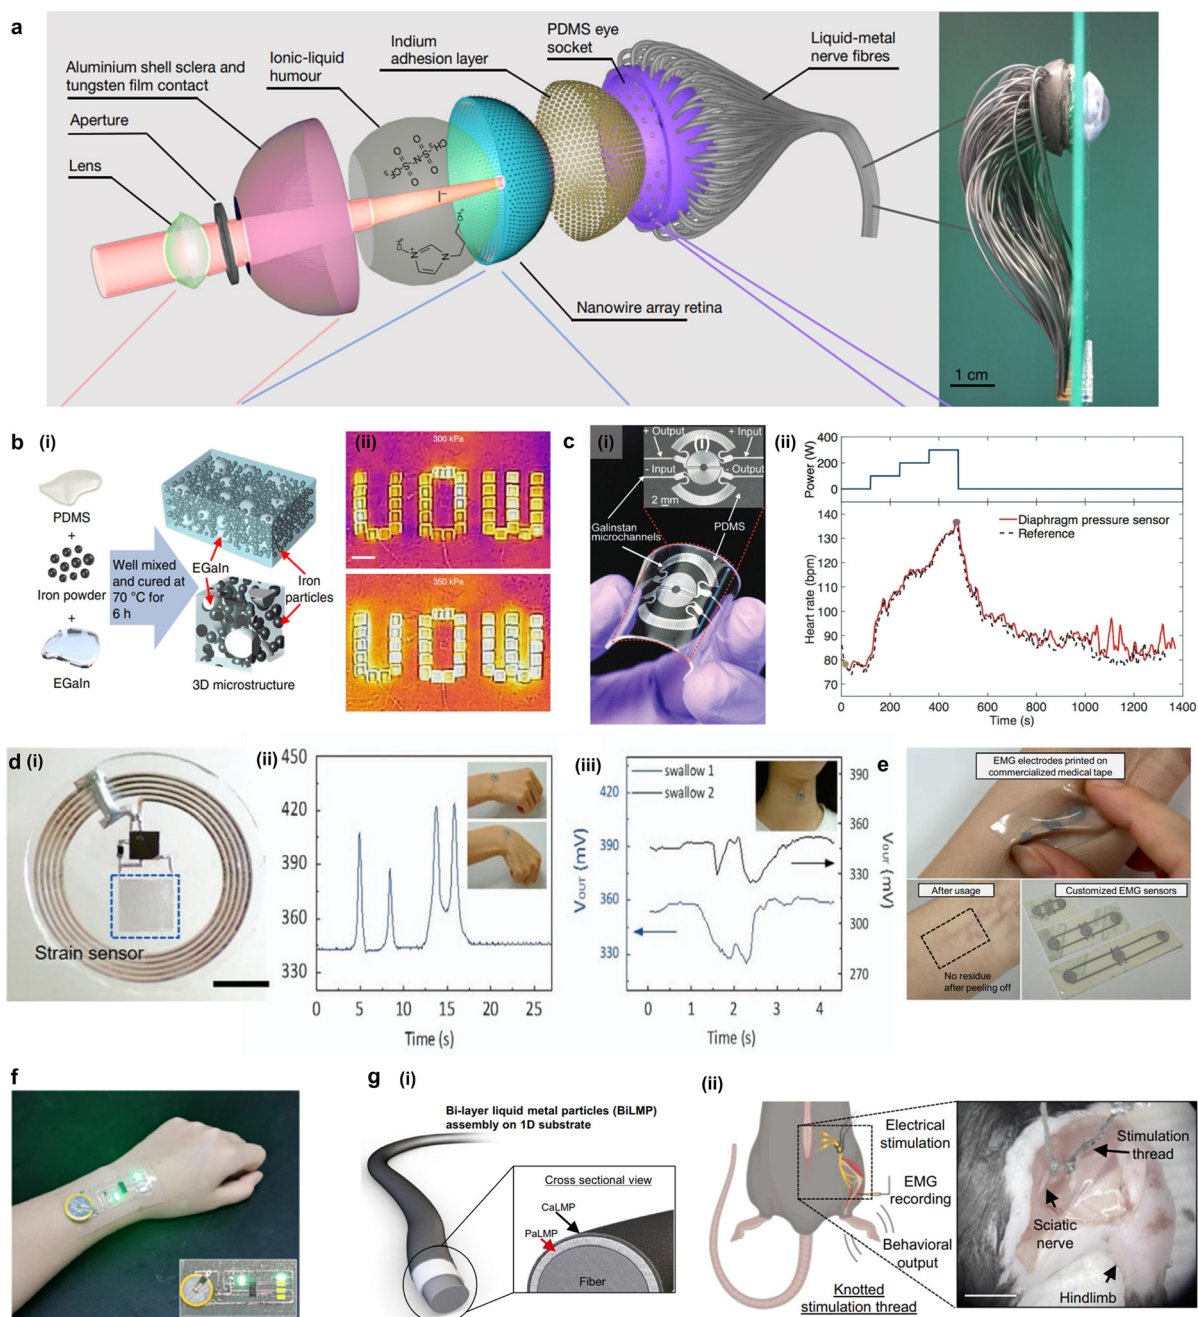 a
Aluminium shell sclera and
tungsten film contact
Aperture
Lens
Ionic-liquid
humour
Indium
adhesion layer
PDMS eye
socket
Liquid-metal
nerve fibres
Nanowire array retina
1 cm
b (i)
PDMS
+
Iron powder
+
EGaIn
Well mixed
and cured at
70 °C for
6 h
EGaIn
Iron
particles
3D microstructure
(ii)
300 kPa
350 kPa
c (i)
+ Output
+ Input
(I)
- Input
- Output
2 mm
Galinstan
microchannels
PDMS
(ii)
Power (W)
400
200
0
Heart rate (bpm)
140
130
120
110
100
90
80
70
Diaphragm pressure sensor
Reference
0 200 400 600 800 1000 1200 1400
Time (s)
d (i)
Strain sensor
(ii)
450
420
390
360
330
V_OUT (mV)
0 5 10 15 20 25
Time (s)
(iii)
swallow 1
swallow 2
420
390
360
330
V_OUT (mV)
390
360
330
300
270
V_OUT (mV)
0 1 2 3 4
Time (s)
e
EMG electrodes printed on
commercialized medical tape
After usage
No residue
after peeling off
Customized EMG sensors
f
g (i)
Bi-layer liquid metal particles (BiLMP)
assembly on 1D substrate
Cross sectional view
CaLMP
PaLMP
Fiber
(ii)
Electrical
stimulation
EMG
recording
Behavioral
output
Knotted
stimulation thread
Stimulation
thread
Sciatic
nerve
Hindlimb